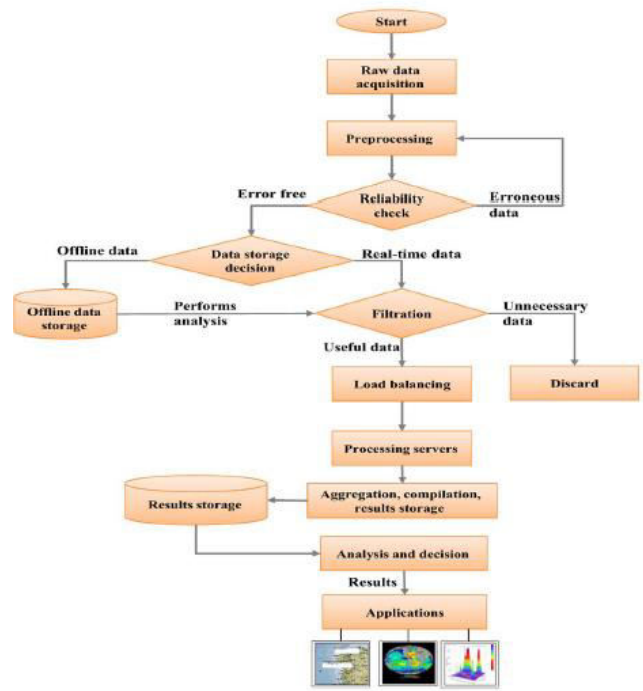 Start
Raw data
acquisition
Preprocessing
Error free
Reliability
check
Erroneous
data
Offline data
Data storage
decision
Real-time data
Offline data
storage
Performs
analysis
Filtration
Unnecessary
data
Useful data
Load balancing
Discard
Processing servers
Results storage
Aggregation, compilation,
results storage
Analysis and decision
Results
Applications